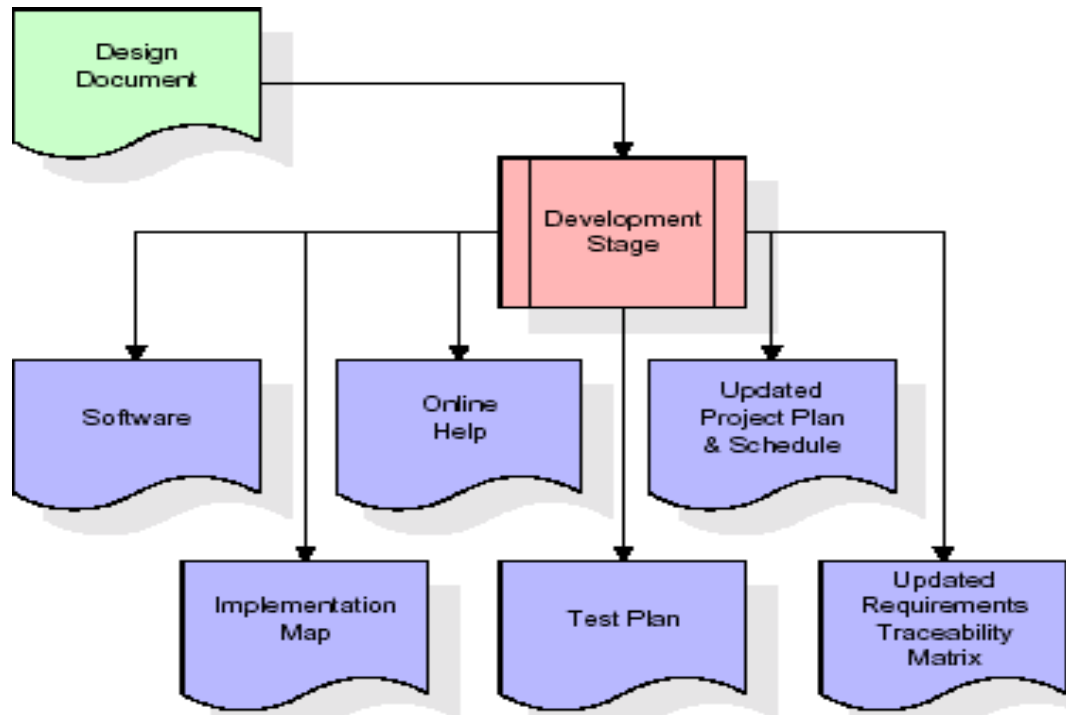 Design
Document
Development
Stage
Software
Online
Help
Updated
Project Plan
& Schedule
Implementation
Map
Test Plan
Updated
Requirements
Traceability
Matrix